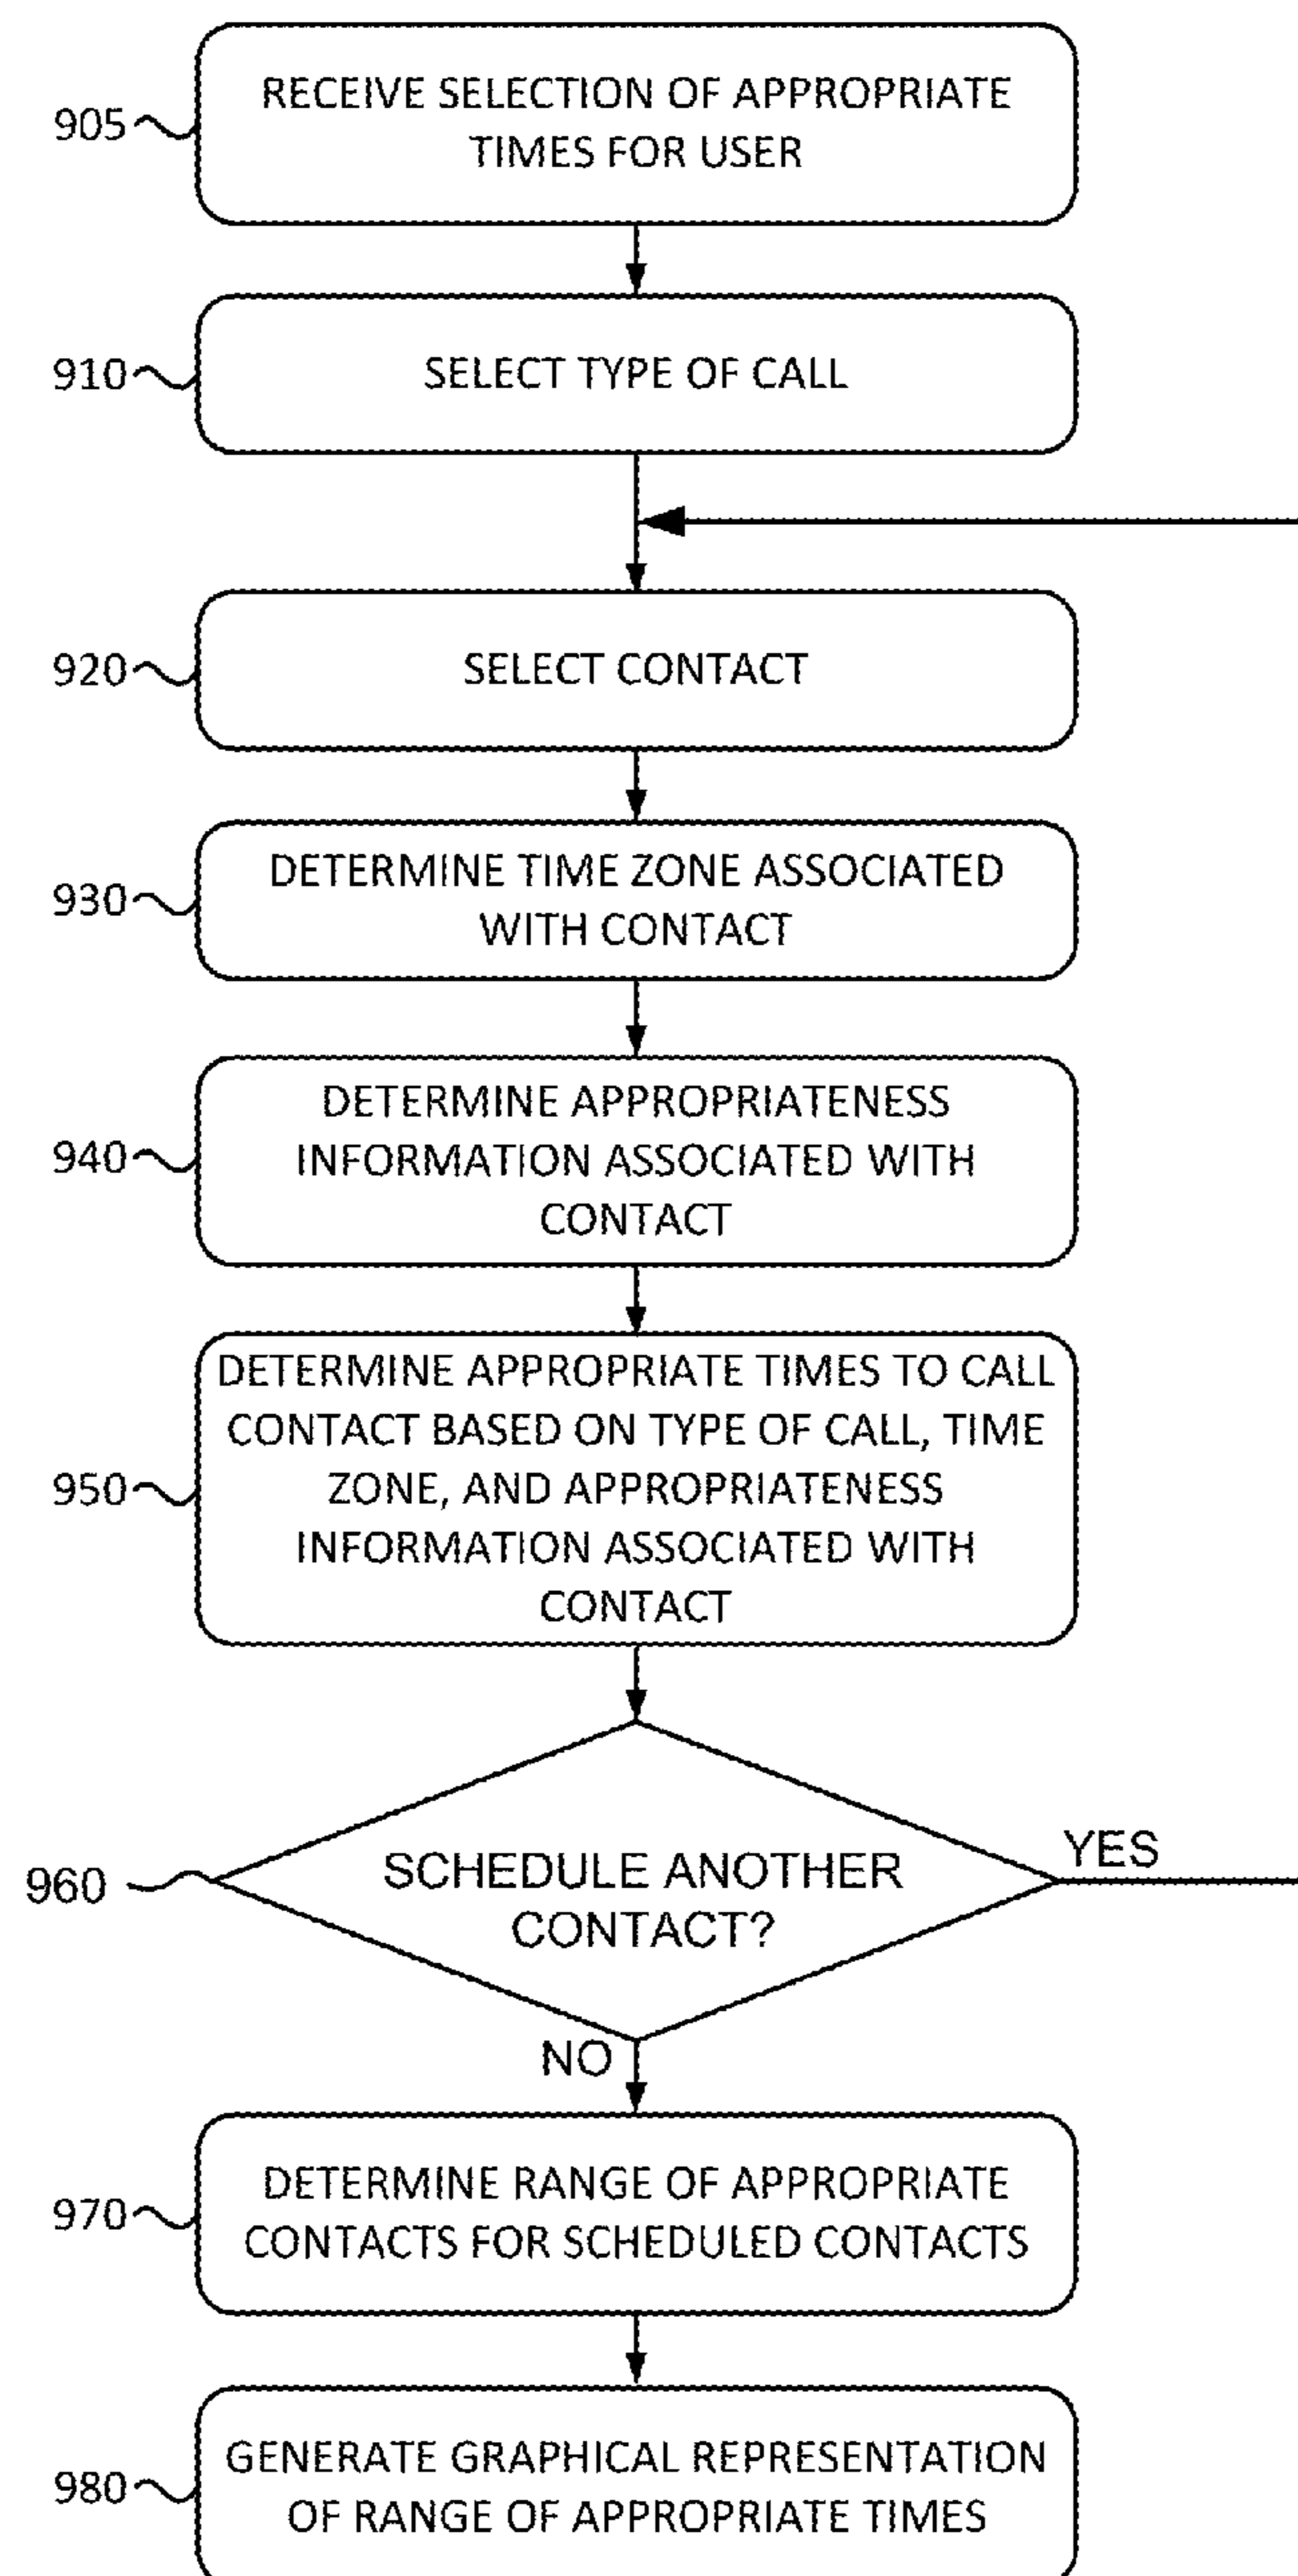 905
RECEIVE SELECTION OF APPROPRIATE
TIMES FOR USER
910
SELECT TYPE OF CALL
920
SELECT CONTACT
930
DETERMINE TIME ZONE ASSOCIATED
WITH CONTACT
940
DETERMINE APPROPRIATENESS
INFORMATION ASSOCIATED WITH
CONTACT
950
DETERMINE APPROPRIATE TIMES TO CALL
CONTACT BASED ON TYPE OF CALL, TIME
ZONE, AND APPROPRIATENESS
INFORMATION ASSOCIATED WITH
CONTACT
960
SCHEDULE ANOTHER
CONTACT?
YES
NO
970
DETERMINE RANGE OF APPROPRIATE
CONTACTS FOR SCHEDULED CONTACTS
980
GENERATE GRAPHICAL REPRESENTATION
OF RANGE OF APPROPRIATE TIMES